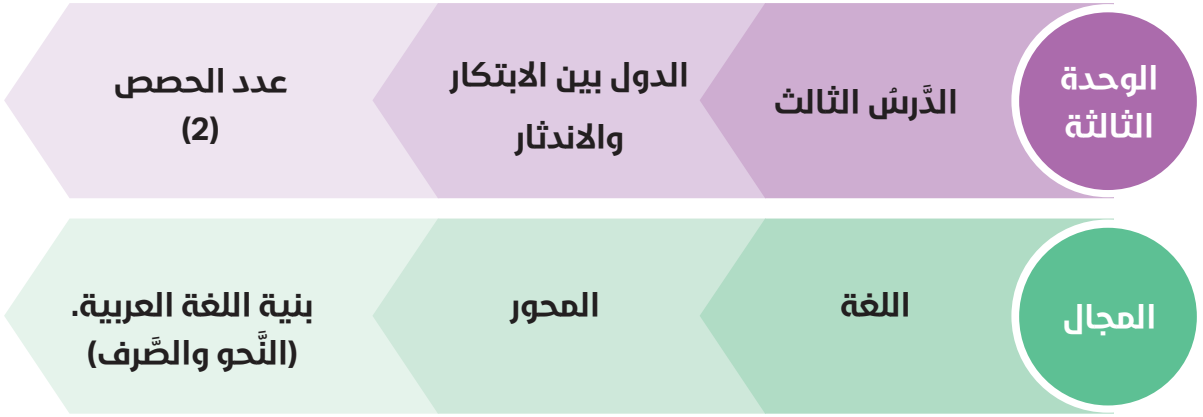 الوحدة
الثالثة
الدَّرسُ الثالث
الدول بين الابتكار
والاندثار
عدد الحصص
(2)
المجال
اللغة
المحور
بنية اللغة العربية.
(النَّحو والصَّرف)